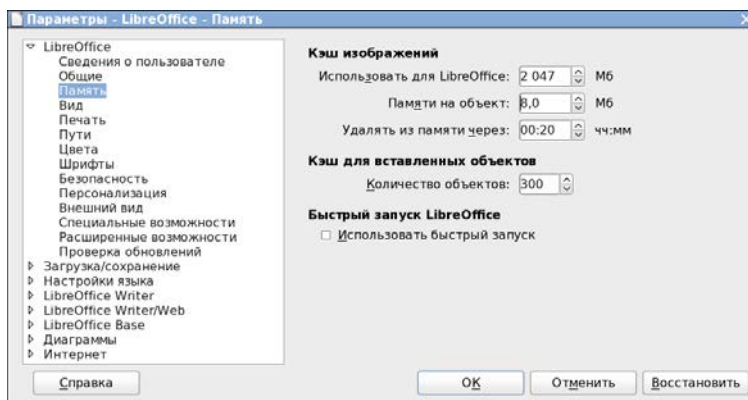 Параметры - LibreOffice - Память
LibreOffice
Сведения о пользователе
Общие
Память
Вид
Печать
Пути
Цвета
Шрифты
Безопасность
Персонализация
Внешний вид
Специальные возможности
Расширенные возможности
Проверка обновлений
Загрузка/сохранение
Настройки языка
LibreOffice Writer
LibreOffice Writer/Web
LibreOffice Base
Диаграммы
Интернет
Кэш изображений
Использовать для LibreOffice: 2 047 Мб
Памяти на объект: 8,0 Мб
Удалять из памяти через: 00:20 чч:мм
Кэш для вставленных объектов
Количество объектов: 300
Быстрый запуск LibreOffice
Использовать быстрый запуск
Справка
ОК
Отменить
Восстановить